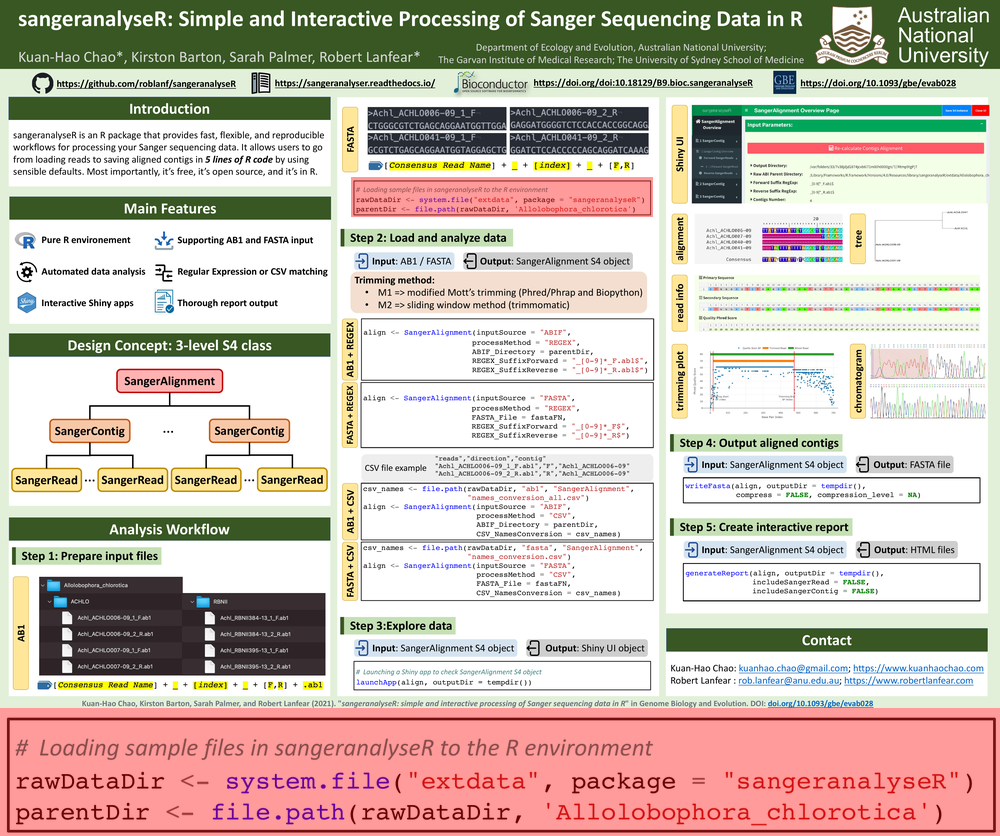 sangeranalyseR: Simple and Interactive Processing of Sanger Sequencing Data in R
Kuan-Hao Chao*, Kirston Barton, Sarah Palmer, Robert Lanfear*
Department of Ecology and Evolution, Australian National University;
The Garvan Institute of Medical Research; The University of Sydney School of Medicine
Australian
National
University
https://github.com/roblanf/sangeranalyseR
https://sangeranalyser.readthedocs.io/
Bioconductor
https://doi.org/doi:10.18129/B9.bioc.sangeranalyseR
GBE
https://doi.org/10.1093/gbe/evab028
Introduction
sangeranalyseR is an R package that provides fast, flexible, and reproducible
workflows for processing your Sanger sequencing data. It allows users to go
from loading reads to saving aligned contigs in 5 lines of R code by using
sensible defaults. Most importantly, it's free, it's open source, and it's in R.
Main Features
Pure R environement
Supporting AB1 and FASTA input
Automated data analysis
Regular Expression or CSV matching
Interactive Shiny apps
Thorough report output
Design Concept: 3-level S4 class
SangerAlignment
SangerContig
...
SangerContig
SangerRead
...
SangerRead
SangerRead
...
SangerRead
Analysis Workflow
Step 1: Prepare input files
AB1
Allolobophora_chlorotica
ACHLO
RBNII
Achl_ACHLO006-09_1_F.ab1
Achl_RBNII384-13_1_F.ab1
Achl_ACHLO006-09_2_R.ab1
Achl_RBNII384-13_2_R.ab1
Achl_ACHLO007-09_1_F.ab1
Achl_RBNII395-13_1_F.ab1
Achl_ACHLO007-09_2_R.ab1
Achl_RBNII395-13_2_R.ab1
[Consensus Read Name] + _ + [index] + _ + [F,R] + .ab1
FASTA
>Achl_ACHLO006-09_1_F
CTGGGCGTCTGAGCAGGAATGGTTGGA
>Achl_ACHLO006-09_2_R
GAGGATGGGGTCTCCACCACCGCAGG
>Achl_ACHLO041-09_1_F
GCGTCTGAGCAGGAATGGTAGGAGCTG
>Achl_ACHLO041-09_2_R
GGATCTCCACCCCCAGCAGGATCAAAG
[Consensus Read Name] + _ + [index] + _ + [F,R]
# Loading sample files in sangeranalyseR to the R environment
rawDataDir <- system.file("extdata", package = "sangeranalyseR")
parentDir <- file.path(rawDataDir, 'Allolobophora_chlorotica')
Step 2: Load and analyze data
Input: AB1 / FASTA
Output: SangerAlignment S4 object
Trimming method:
• M1 => modified Mott's trimming (Phred/Phrap and Biopython)
• M2 => sliding window method (trimmomatic)
AB1 + REGEX
align <- SangerAlignment(inputSource = "ABIF",
processMethod = "REGEX",
ABIF_Directory = parentDir,
REGEX_SuffixForward = "_[0-9]*_F.ab1$",
REGEX_SuffixReverse = "_[0-9]*_R.ab1$")
FASTA + REGEX
align <- SangerAlignment(inputSource = "FASTA",
processMethod = "REGEX",
FASTA_File = fastaFN,
REGEX_SuffixForward = "_[0-9]*_F$",
REGEX_SuffixReverse = "_[0-9]*_R$")
CSV file example
"reads","direction","contig"
"Achl_ACHLO006-09_1_F.ab1","F","Achl_ACHLO006-09"
"Achl_ACHLO006-09_2_R.ab1","R","Achl_ACHLO006-09"
AB1 + CSV
csv_names <- file.path(rawDataDir, "ab1", "SangerAlignment",
"names_conversion_all.csv")
align <- SangerAlignment(inputSource = "ABIF",
processMethod = "CSV",
ABIF_Directory = parentDir,
CSV_NamesConversion = csv_names)
FASTA + CSV
csv_names <- file.path(rawDataDir, "fasta", "SangerAlignment",
"names_conversion.csv")
align <- SangerAlignment(inputSource = "FASTA",
processMethod = "CSV",
FASTA_File = fastaFN,
CSV_NamesConversion = csv_names)
Step 3:Explore data
Input: SangerAlignment S4 object
Output: Shiny UI object
# Launching a Shiny app to check SangerAlignment S4 object
launchApp(align, outputDir = tempdir())
Shiny UI
SangerAlignment Overview Page
SangerAlignment
Overview
Input Parameters:
Re-calculate Contigs Alignment
Output Directory:
Raw AB1 Parent Directory:
Forward Suffix RegExp:
Reverse Suffix RegExp:
Contigs Number:
alignment
20
Achl_ACHLO006-09
Achl_ACHLO007-09
Achl_ACHLO040-09
Achl_ACHLO041-09
Consensus
tree
read info
Primary Sequence
Secondary Sequence
Quality Phred Score
trimming plot
chromatogram
Step 4: Output aligned contigs
Input: SangerAlignment S4 object
Output: FASTA file
writeFasta(align, outputDir = tempdir(),
compress = FALSE, compression_level = NA)
Step 5: Create interactive report
Input: SangerAlignment S4 object
Output: HTML files
generateReport(align, outputDir = tempdir(),
includeSangerRead = FALSE,
includeSangerContig = FALSE)
Contact
Kuan-Hao Chao: kuanhao.chao@gmail.com; https://www.kuanhaochao.com
Robert Lanfear : rob.lanfear@anu.edu.au; https://www.robertlanfear.com
Kuan-Hao Chao, Kirston Barton, Sarah Palmer, and Robert Lanfear (2021). "sangeranalyseR: simple and interactive processing of Sanger sequencing data in R" in Genome Biology and Evolution. DOI: doi.org/10.1093/gbe/evab028
# Loading sample files in sangeranalyseR to the R environment
rawDataDir <- system.file("extdata", package = "sangeranalyseR")
parentDir <- file.path(rawDataDir, 'Allolobophora_chlorotica')